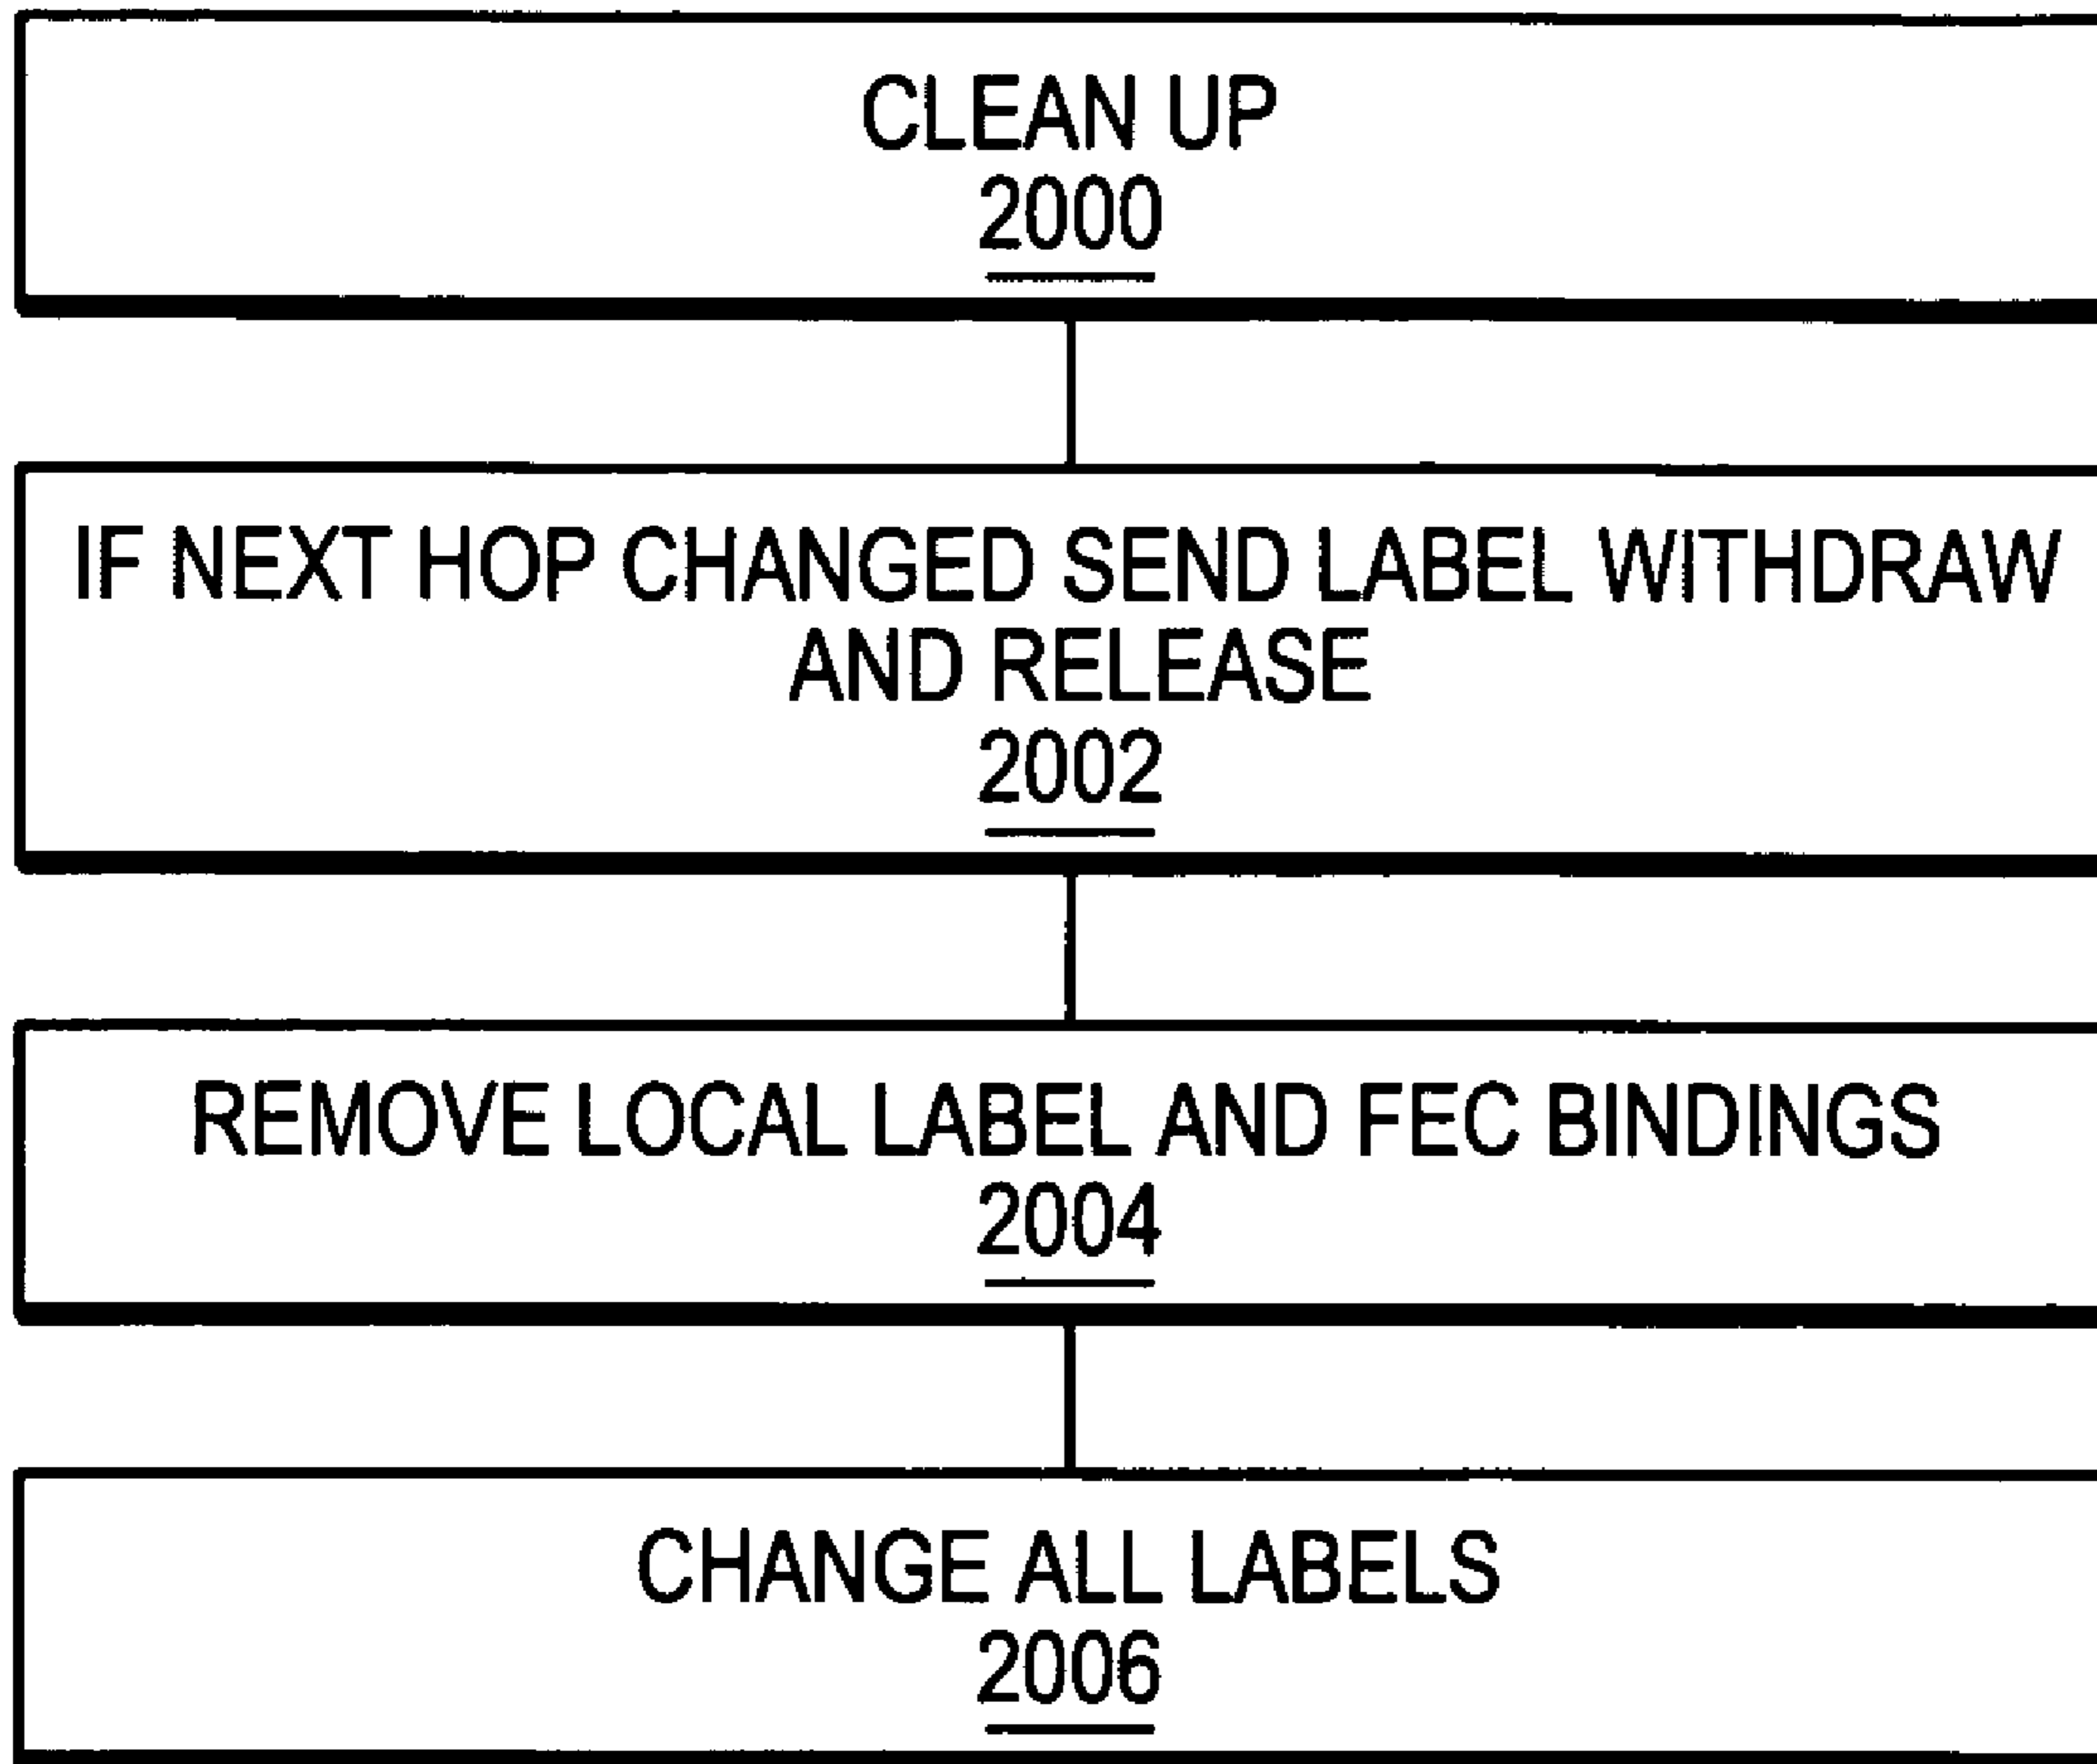 CLEAN UP
2000
IF NEXT HOP CHANGED SEND LABEL WITHDRAW
AND RELEASE
2002
REMOVE LOCAL LABEL AND FEC BINDINGS
2004
CHANGE ALL LABELS
2006